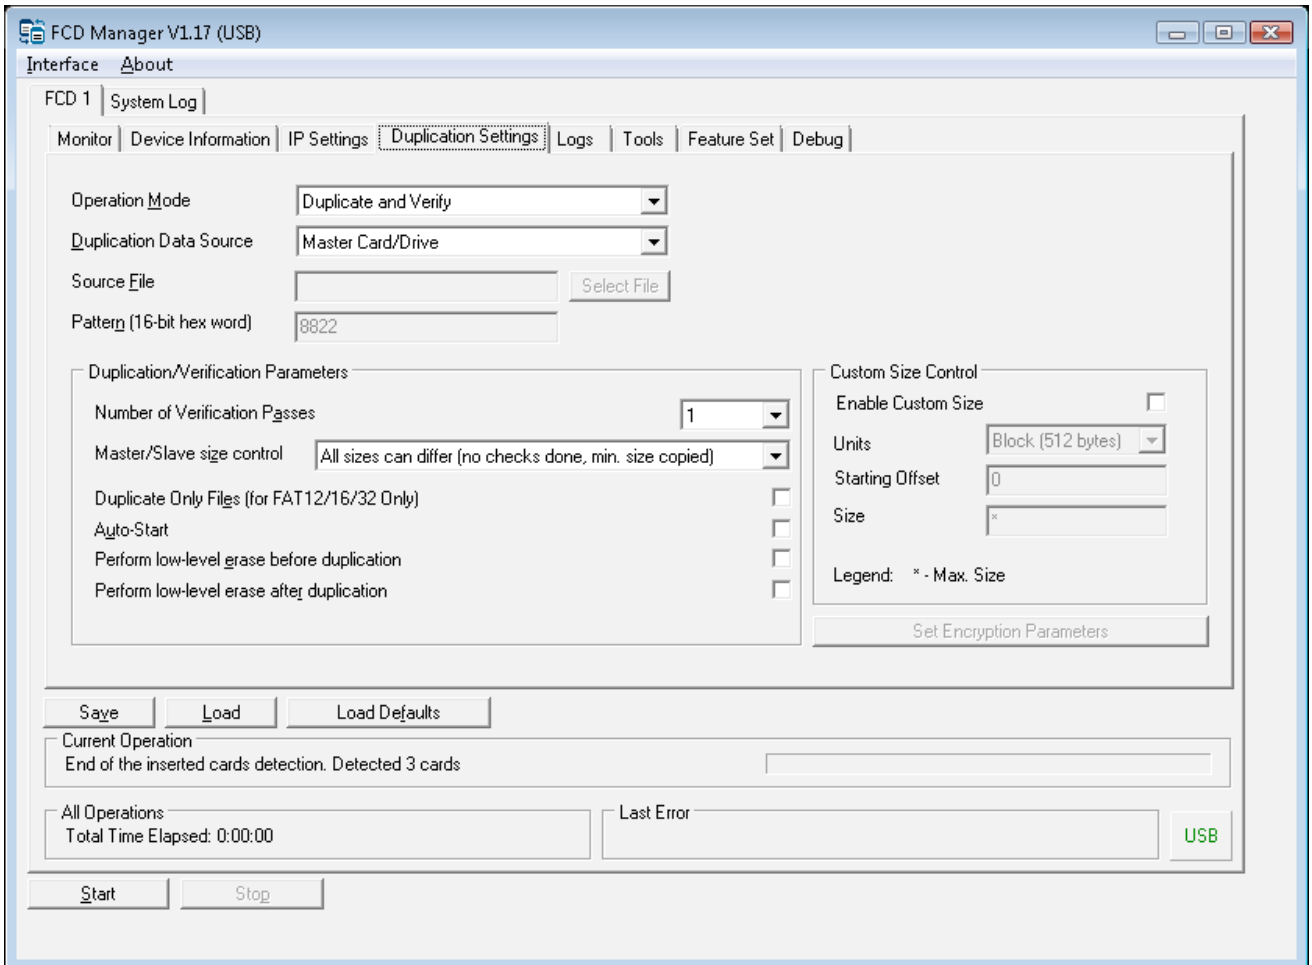 FCD Manager V1.17 (USB)
Interface About
FCD 1 System Log
Monitor Device Information IP Settings Duplication Settings Logs Tools Feature Set Debug
Operation Mode Duplicate and Verify
Duplication Data Source Master Card/Drive
Source File Select File
Pattern (16-bit hex word) 8822
Duplication/Verification Parameters
Number of Verification Passes 1
Master/Slave size control All sizes can differ (no checks done, min. size copied)
Duplicate Only Files (for FAT12/16/32 Only)
Auto-Start
Perform low-level erase before duplication
Perform low-level erase after duplication
Custom Size Control
Enable Custom Size
Units Block (512 bytes)
Starting Offset 0
Size *
Legend: * - Max. Size
Set Encryption Parameters
Save Load Load Defaults
Current Operation
End of the inserted cards detection. Detected 3 cards
All Operations
Total Time Elapsed: 0:00:00
Last Error
USB
Start Stop